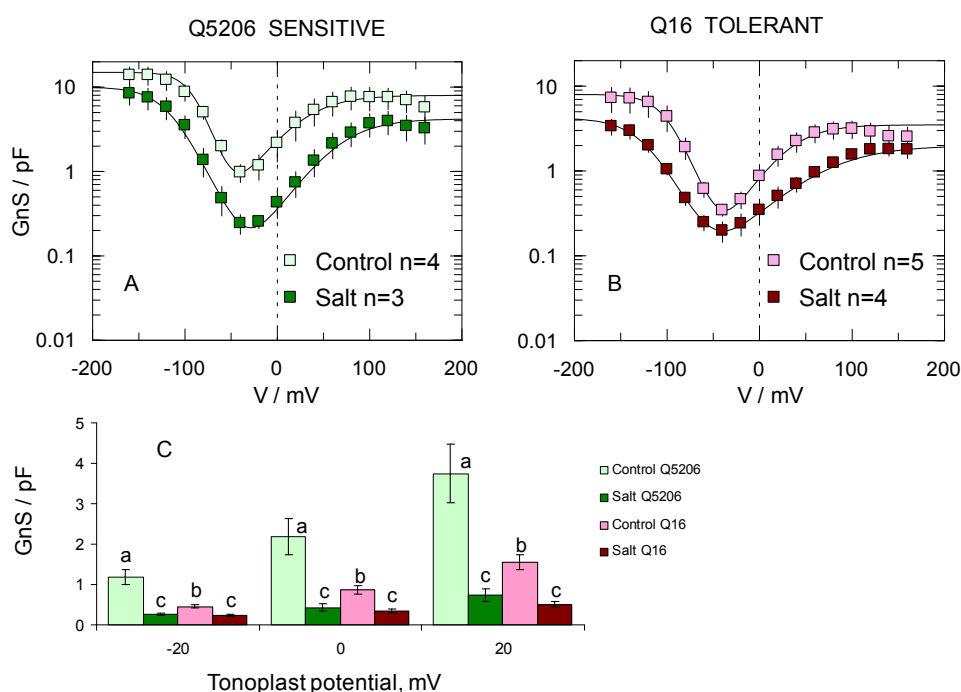 Q5206 SENSITIVE
Q16 TOLERANT
GnS / pF
10
1
0.1
0.01
A
Control n=4
Salt n=3
-200
-100
0
100
200
V / mV
10
1
0.1
0.01
B
Control n=5
Salt n=4
-200
-100
0
100
200
V / mV
C
GnS / pF
5
4
3
2
1
0
a
c
b
c
a
c
b
c
a
c
b
c
-20
0
20
Tonoplast potential, mV
Control Q5206
Salt Q5206
Control Q16
Salt Q16